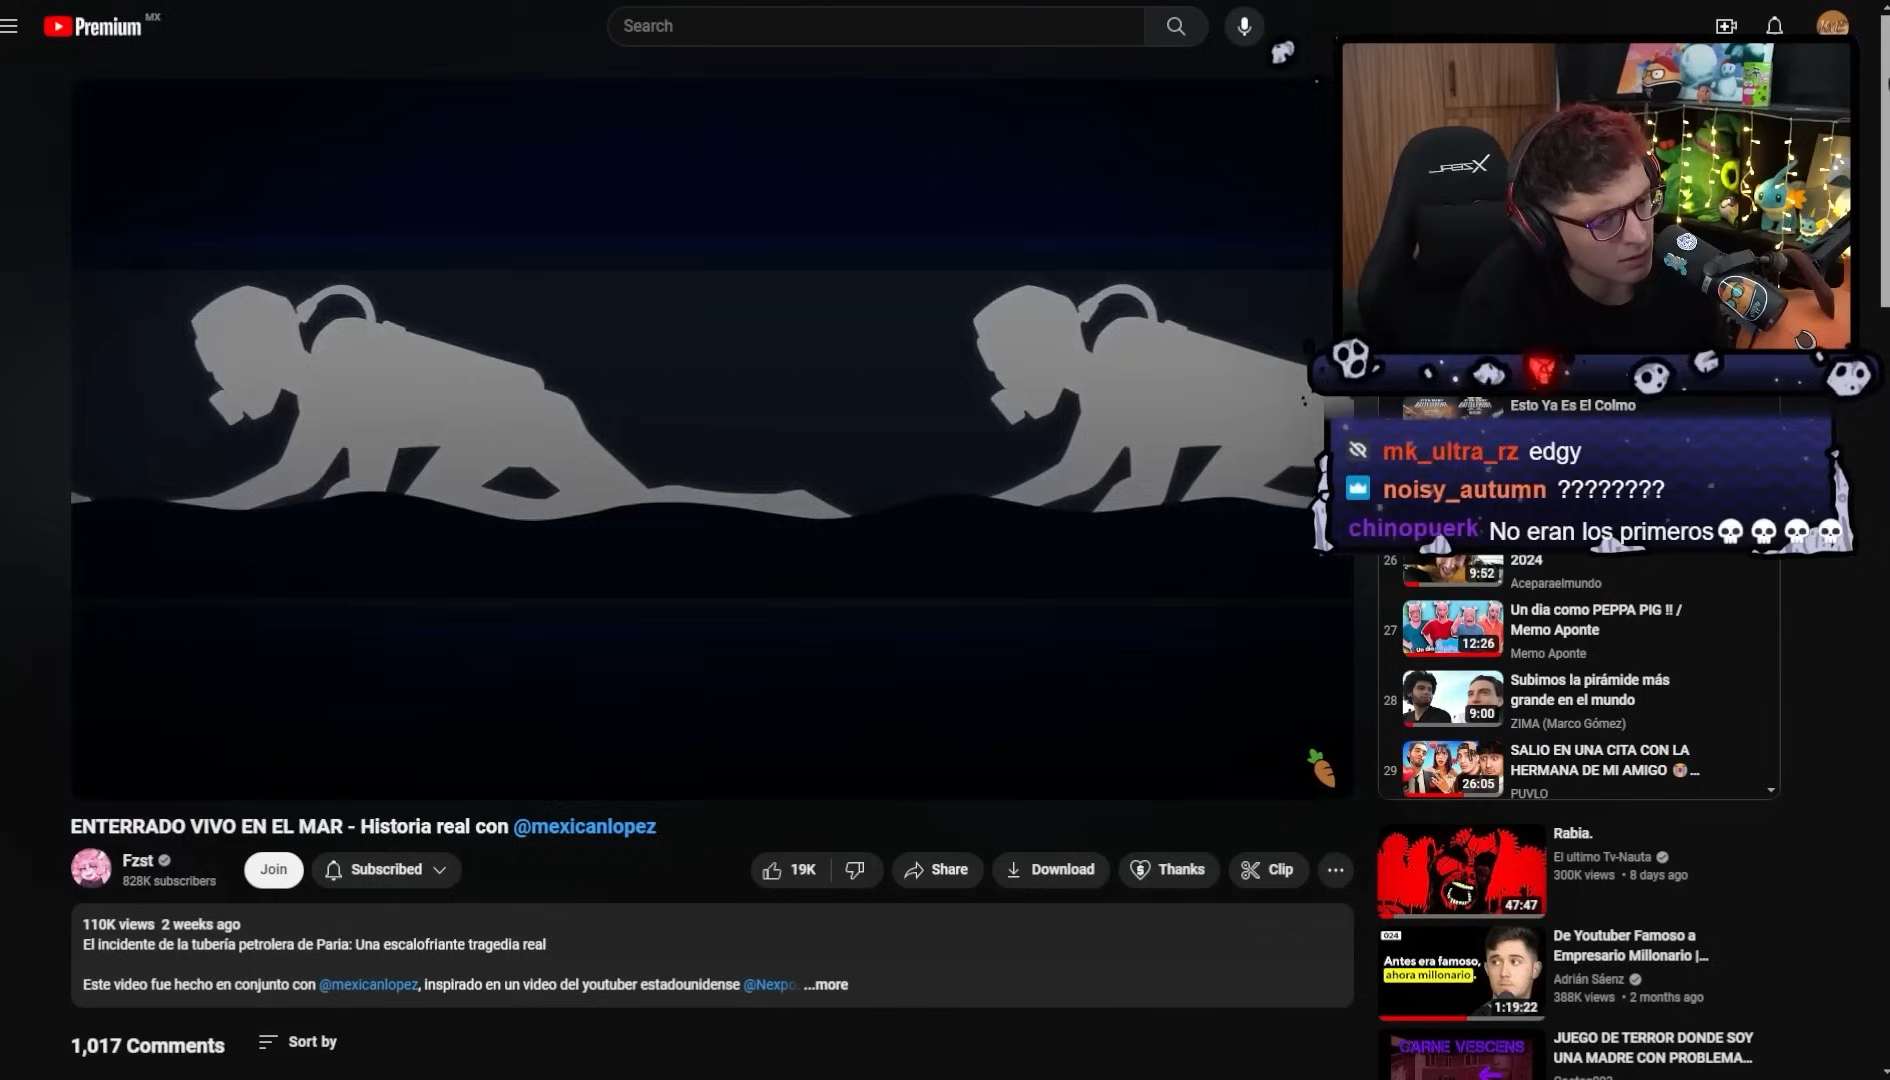 Premium MX
Search
Esto Ya Es El Colmo
mk_ultra_rz edgy
noisy_autumn ????????
chinopuerk No eran los primeros💀💀💀💀
26
9:52
2024
Aceparaelmundo
27
12:26
Un dia como PEPPA PIG !! /
Memo Aponte
Memo Aponte
28
9:00
Subimos la pirámide más
grande en el mundo
ZIMA (Marco Gómez)
29
26:05
SALIO EN UNA CITA CON LA
HERMANA DE MI AMIGO 😭...
PUVLO
ENTERRADO VIVO EN EL MAR - Historia real con @mexicanlopez
Fzst
828K subscribers
Join
Subscribed
19K
Share
Download
Thanks
Clip
110K views 2 weeks ago
El incidente de la tubería petrolera de Paria: Una escalofriante tragedia real
Este video fue hecho en conjunto con @mexicanlopez, inspirado en un video del youtuber estadounidense @Nexpo ...more
1,017 Comments
Sort by
47:47
Rabia.
El ultimo Tv-Nauta
300K views • 8 days ago
024
Antes era famoso,
ahora millonario.
1:19:22
De Youtuber Famoso a
Empresario Millonario |...
Adrián Sáenz
388K views • 2 months ago
CARNE VESCENS
JUEGO DE TERROR DONDE SOY
UNA MADRE CON PROBLEMA...